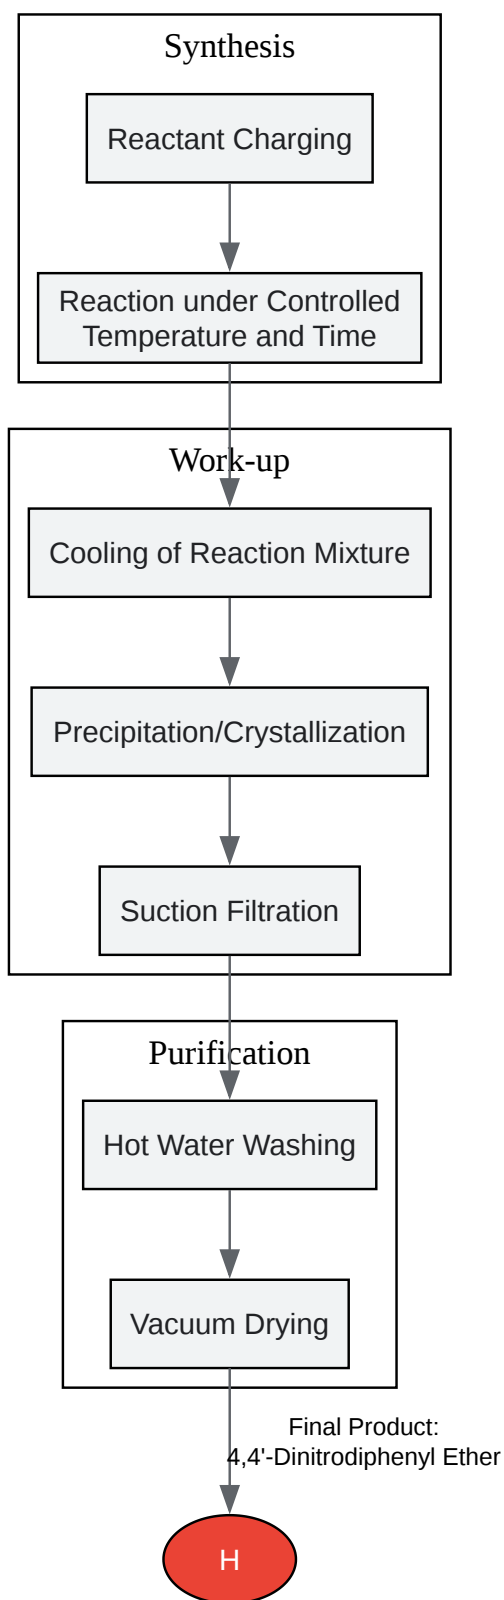 Synthesis
Reactant Charging
Reaction under Controlled
Temperature and Time
Work-up
Cooling of Reaction Mixture
Precipitation/Crystallization
Suction Filtration
Purification
Hot Water Washing
Vacuum Drying
Final Product:
4,4'-Dinitrodiphenyl Ether
H